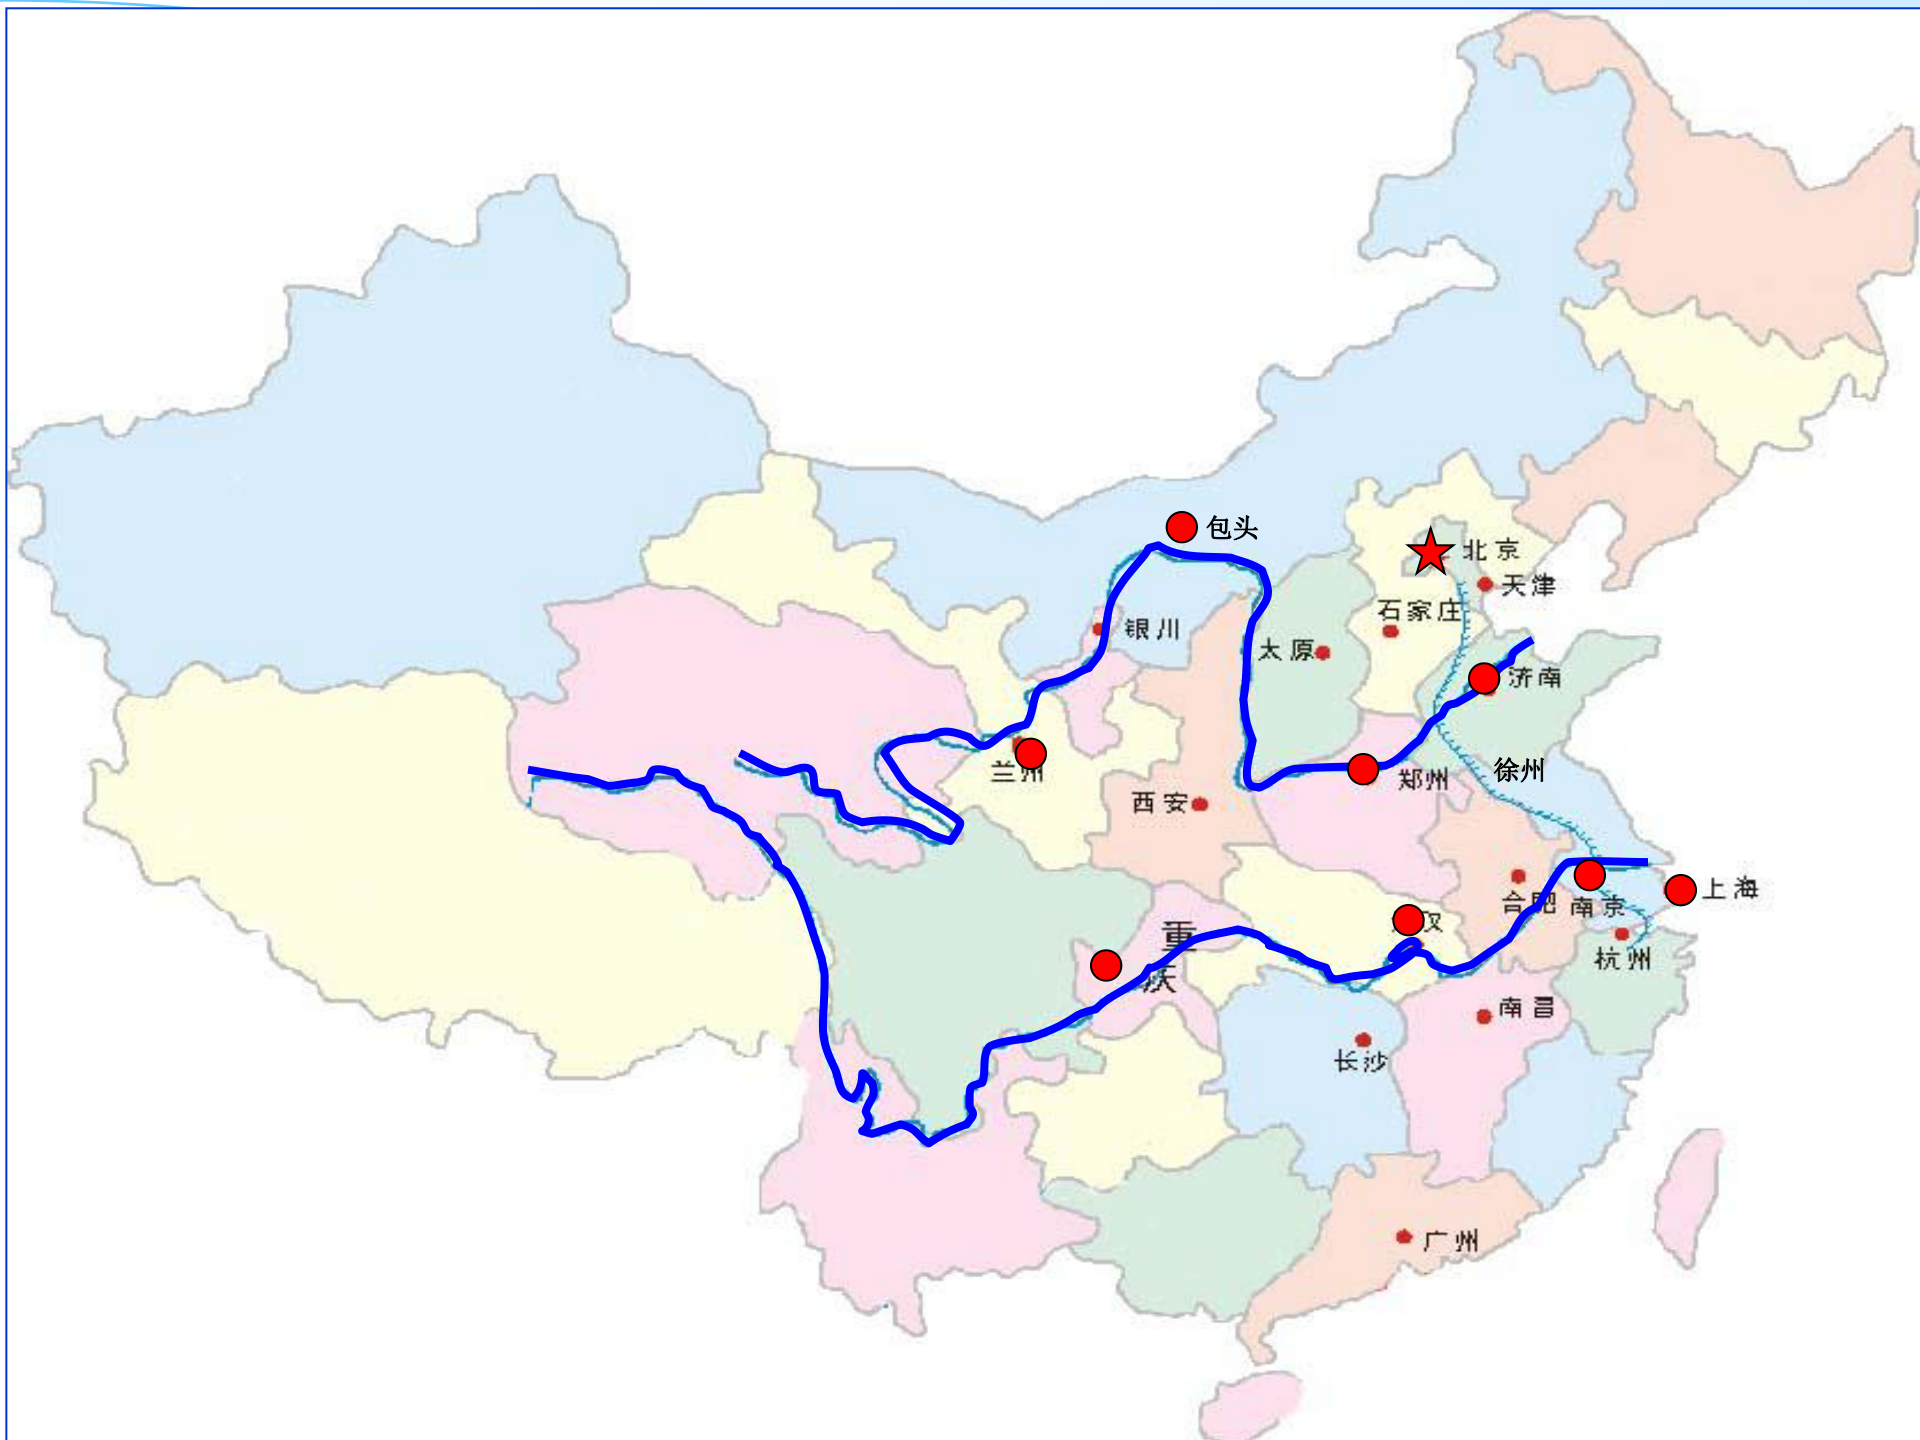 包头
北京
天津
石家庄
银川
太原
济南
兰州
郑州
徐州
西安
合肥
南京
上海
汉
重
庆
杭州
南昌
长沙
广州